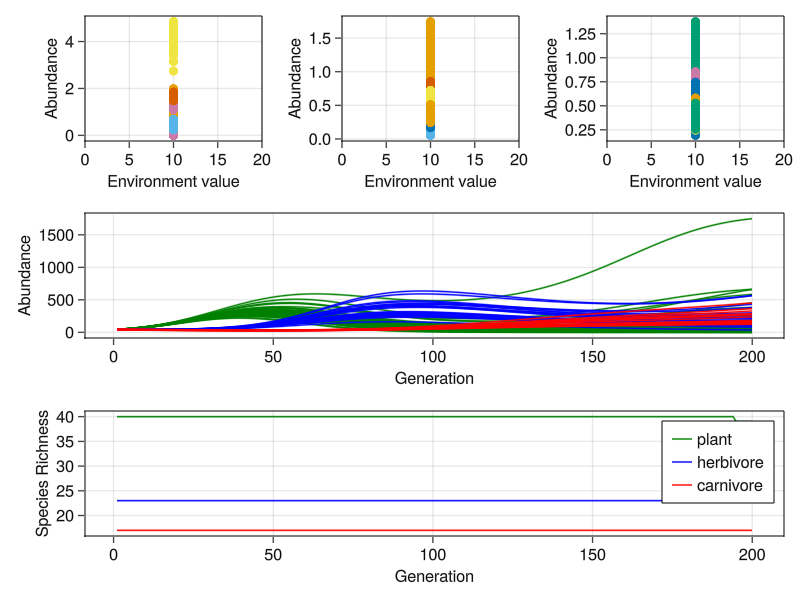 Abundance
4
2
0
0 5 10 15 20
Environment value
Abundance
1.5
1.0
0.5
0.0
0 5 10 15 20
Environment value
Abundance
1.25
1.00
0.75
0.50
0.25
0 5 10 15 20
Environment value
Abundance
1500
1000
500
0
0 50 100 150 200
Generation
Species Richness
40
35
30
25
20
0 50 100 150 200
Generation
plant
herbivore
carnivore